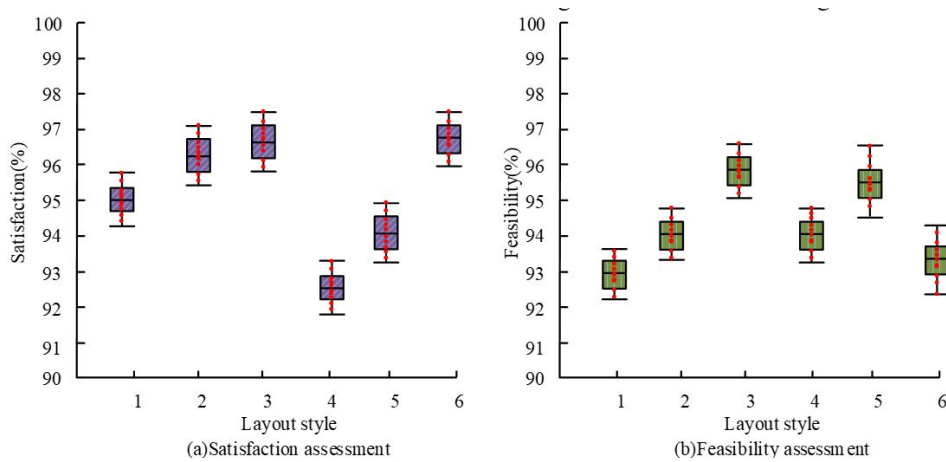 100
99
98
97
96
95
94
93
92
91
90
Satisfaction(%)
1 2 3 4 5 6
Layout style
(a)Satisfaction assessment
100
99
98
97
96
95
94
93
92
91
90
Feasibility(%)
1 2 3 4 5 6
Layout style
(b)Feasibility assessment